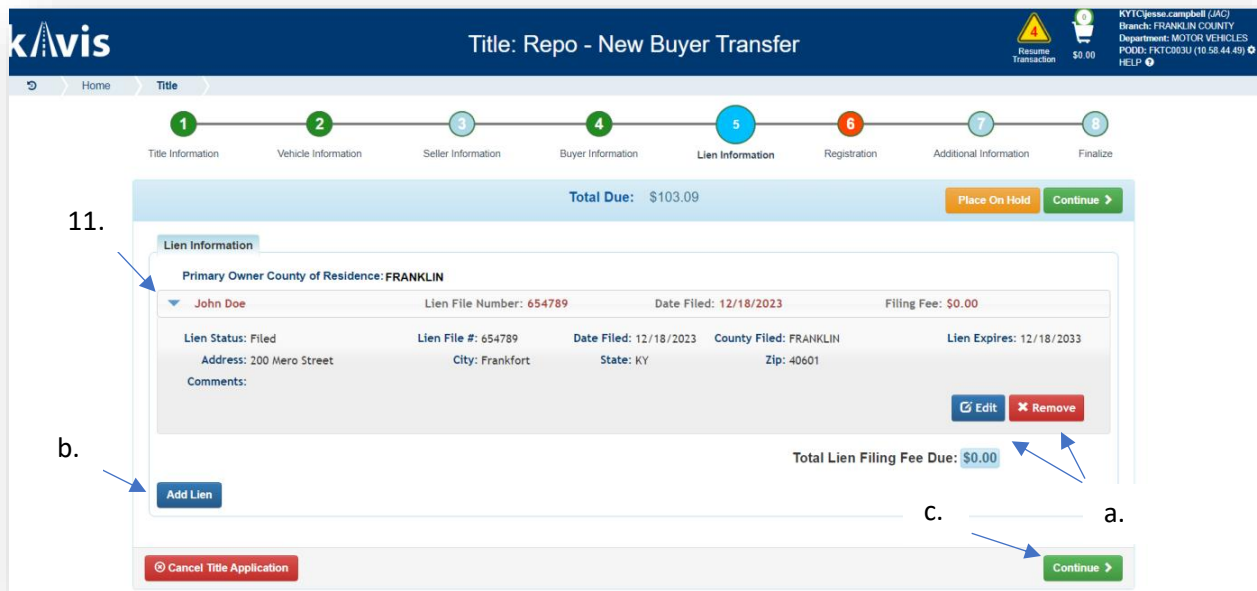 kAvis
Title: Repo - New Buyer Transfer
4
Resume
Transaction
0
$0.00
KYTC\jesse.campbell (JAC)
Branch: FRANKLIN COUNTY
Department: MOTOR VEHICLES
PODD: FKTC003U (10.58.44.49)
HELP ?
Home Title
1 2 3 4 5 6 7 8
Title Information Vehicle Information Seller Information Buyer Information Lien Information Registration Additional Information Finalize
Total Due: $103.09 Place On Hold Continue >
11.
Lien Information
Primary Owner County of Residence: FRANKLIN
John Doe Lien File Number: 654789 Date Filed: 12/18/2023 Filing Fee: $0.00
Lien Status: Filed Lien File #: 654789 Date Filed: 12/18/2023 County Filed: FRANKLIN Lien Expires: 12/18/2033
Address: 200 Mero Street City: Frankfort State: KY Zip: 40601
Comments:
Edit Remove
b. Total Lien Filing Fee Due: $0.00
Add Lien
c. a.
Cancel Title Application Continue >